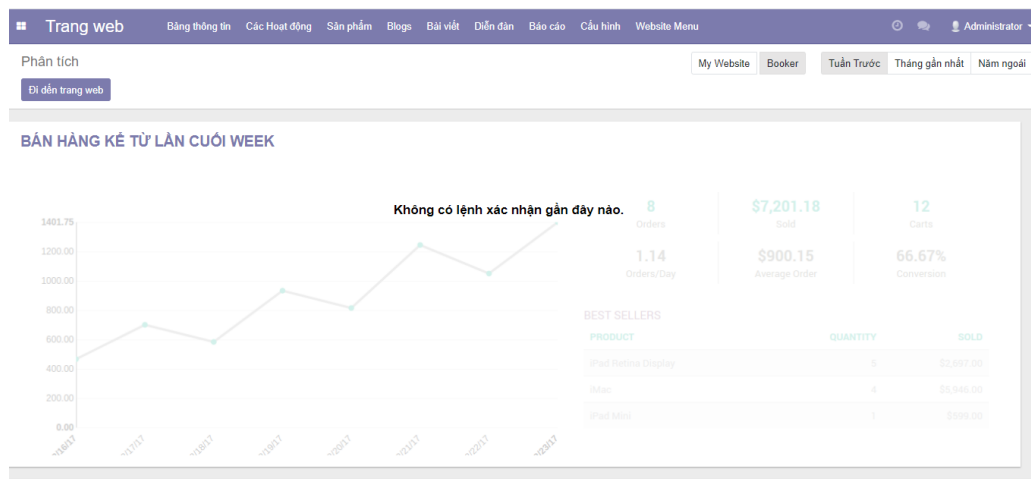 Trang web Bảng thông tin Các Hoạt động Sản phẩm Blogs Bài viết Diễn đàn Báo cáo Cấu hình Website Menu Administrator
Phân tích My Website Booker Tuần Trước Tháng gần nhất Năm ngoái
Đi đến trang web
BÁN HÀNG KỂ TỪ LẦN CUỐI WEEK
Không có lệnh xác nhận gần đây nào.
1401.75
1200.00
1000.00
800.00
600.00
400.00
200.00
0.00
8 $7,201.18 12
Orders Sold Carts
1.14 $900.15 66.67%
Orders/Day Average Order Conversion
BEST SELLERS
PRODUCT QUANTITY SOLD
iPad Retina Display 5 $2,697.00
iMac 4 $5,946.00
iPad Mini 1 $699.00